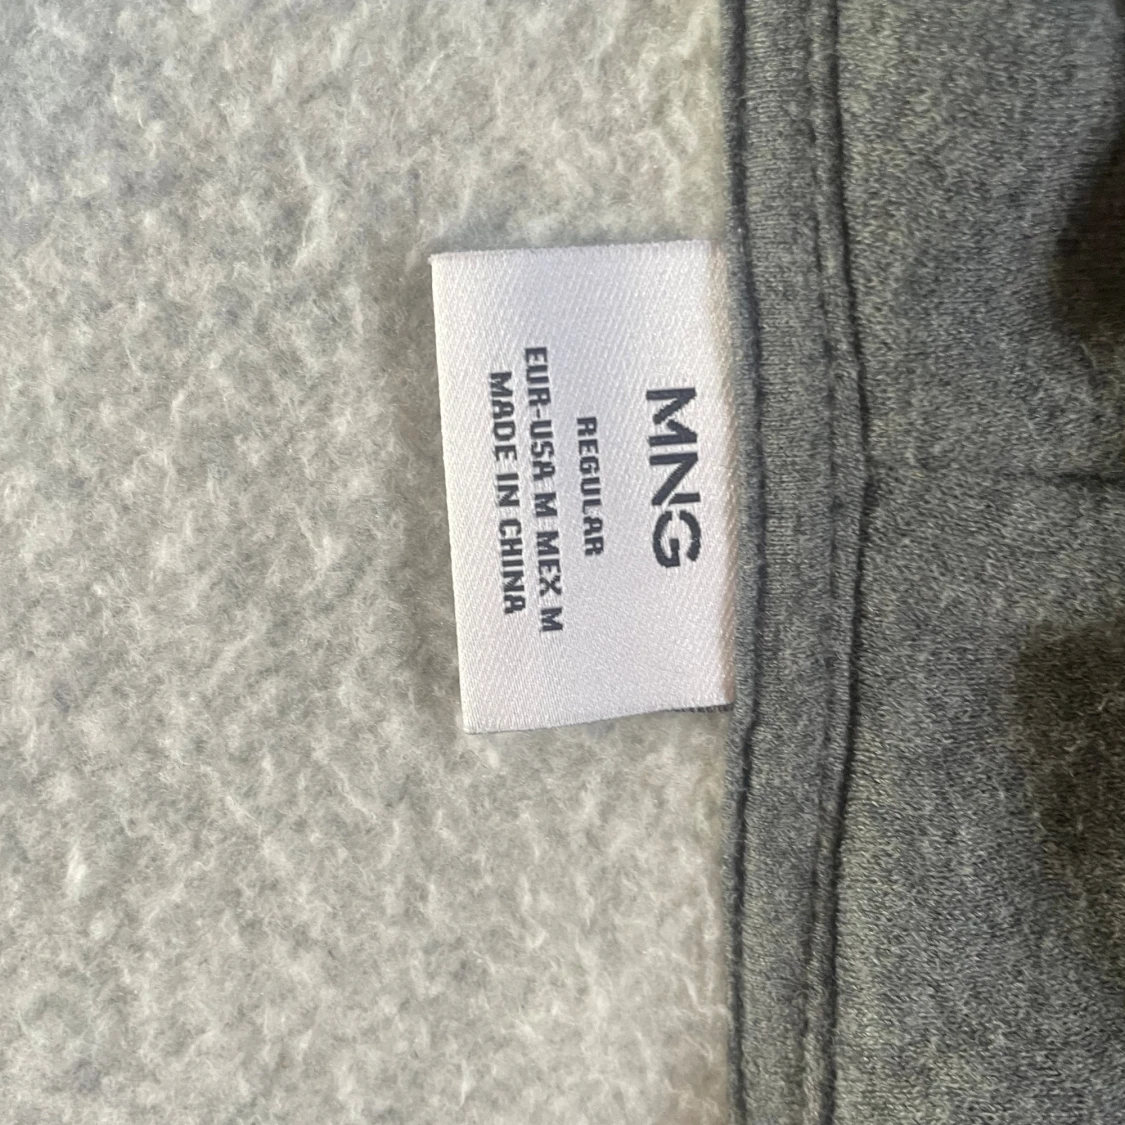 MNG
REGULAR
EUR-USA M MEX M
MADE IN CHINA